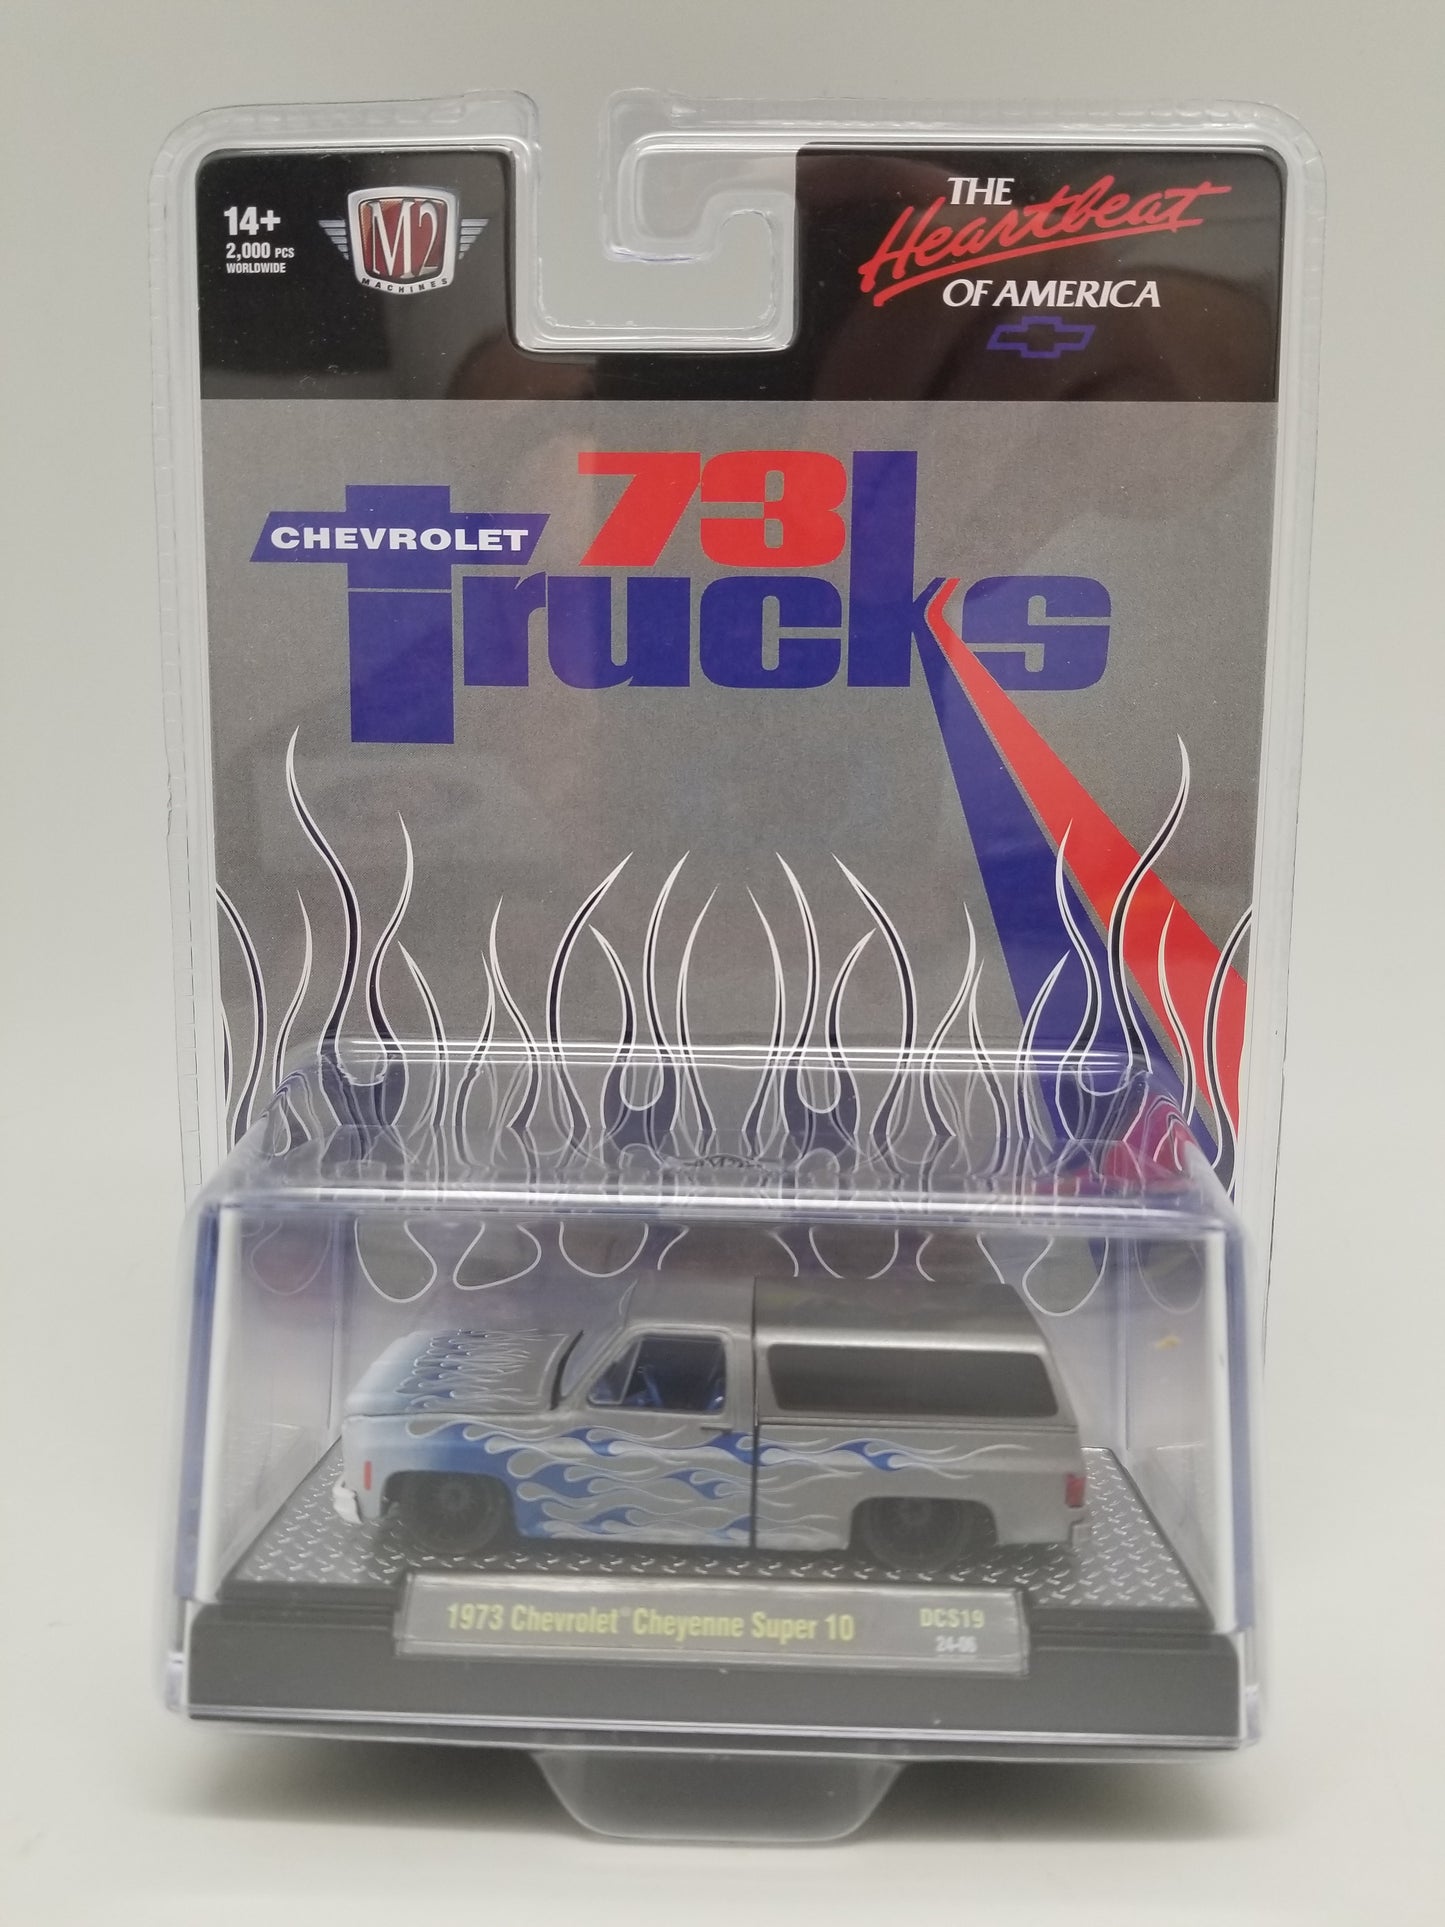 14+
2,000 PCS
WORLDWIDE
M2
MACHINES
THE
Heartbeat
OF AMERICA
73
CHEVROLET
Trucks
1973 Chevrolet® Cheyenne Super 10
DCS19
24-06